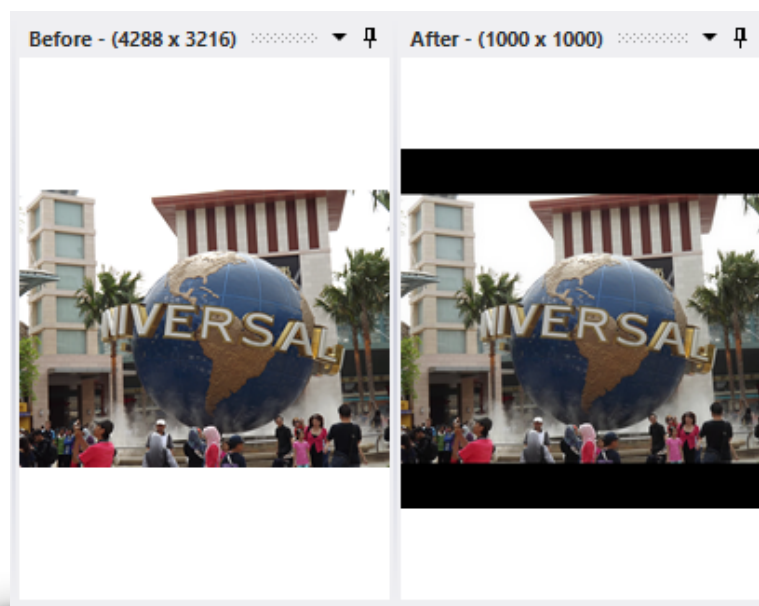 Before - (4288 x 3216)
After - (1000 x 1000)
NIVERSAL
NIVERSAL